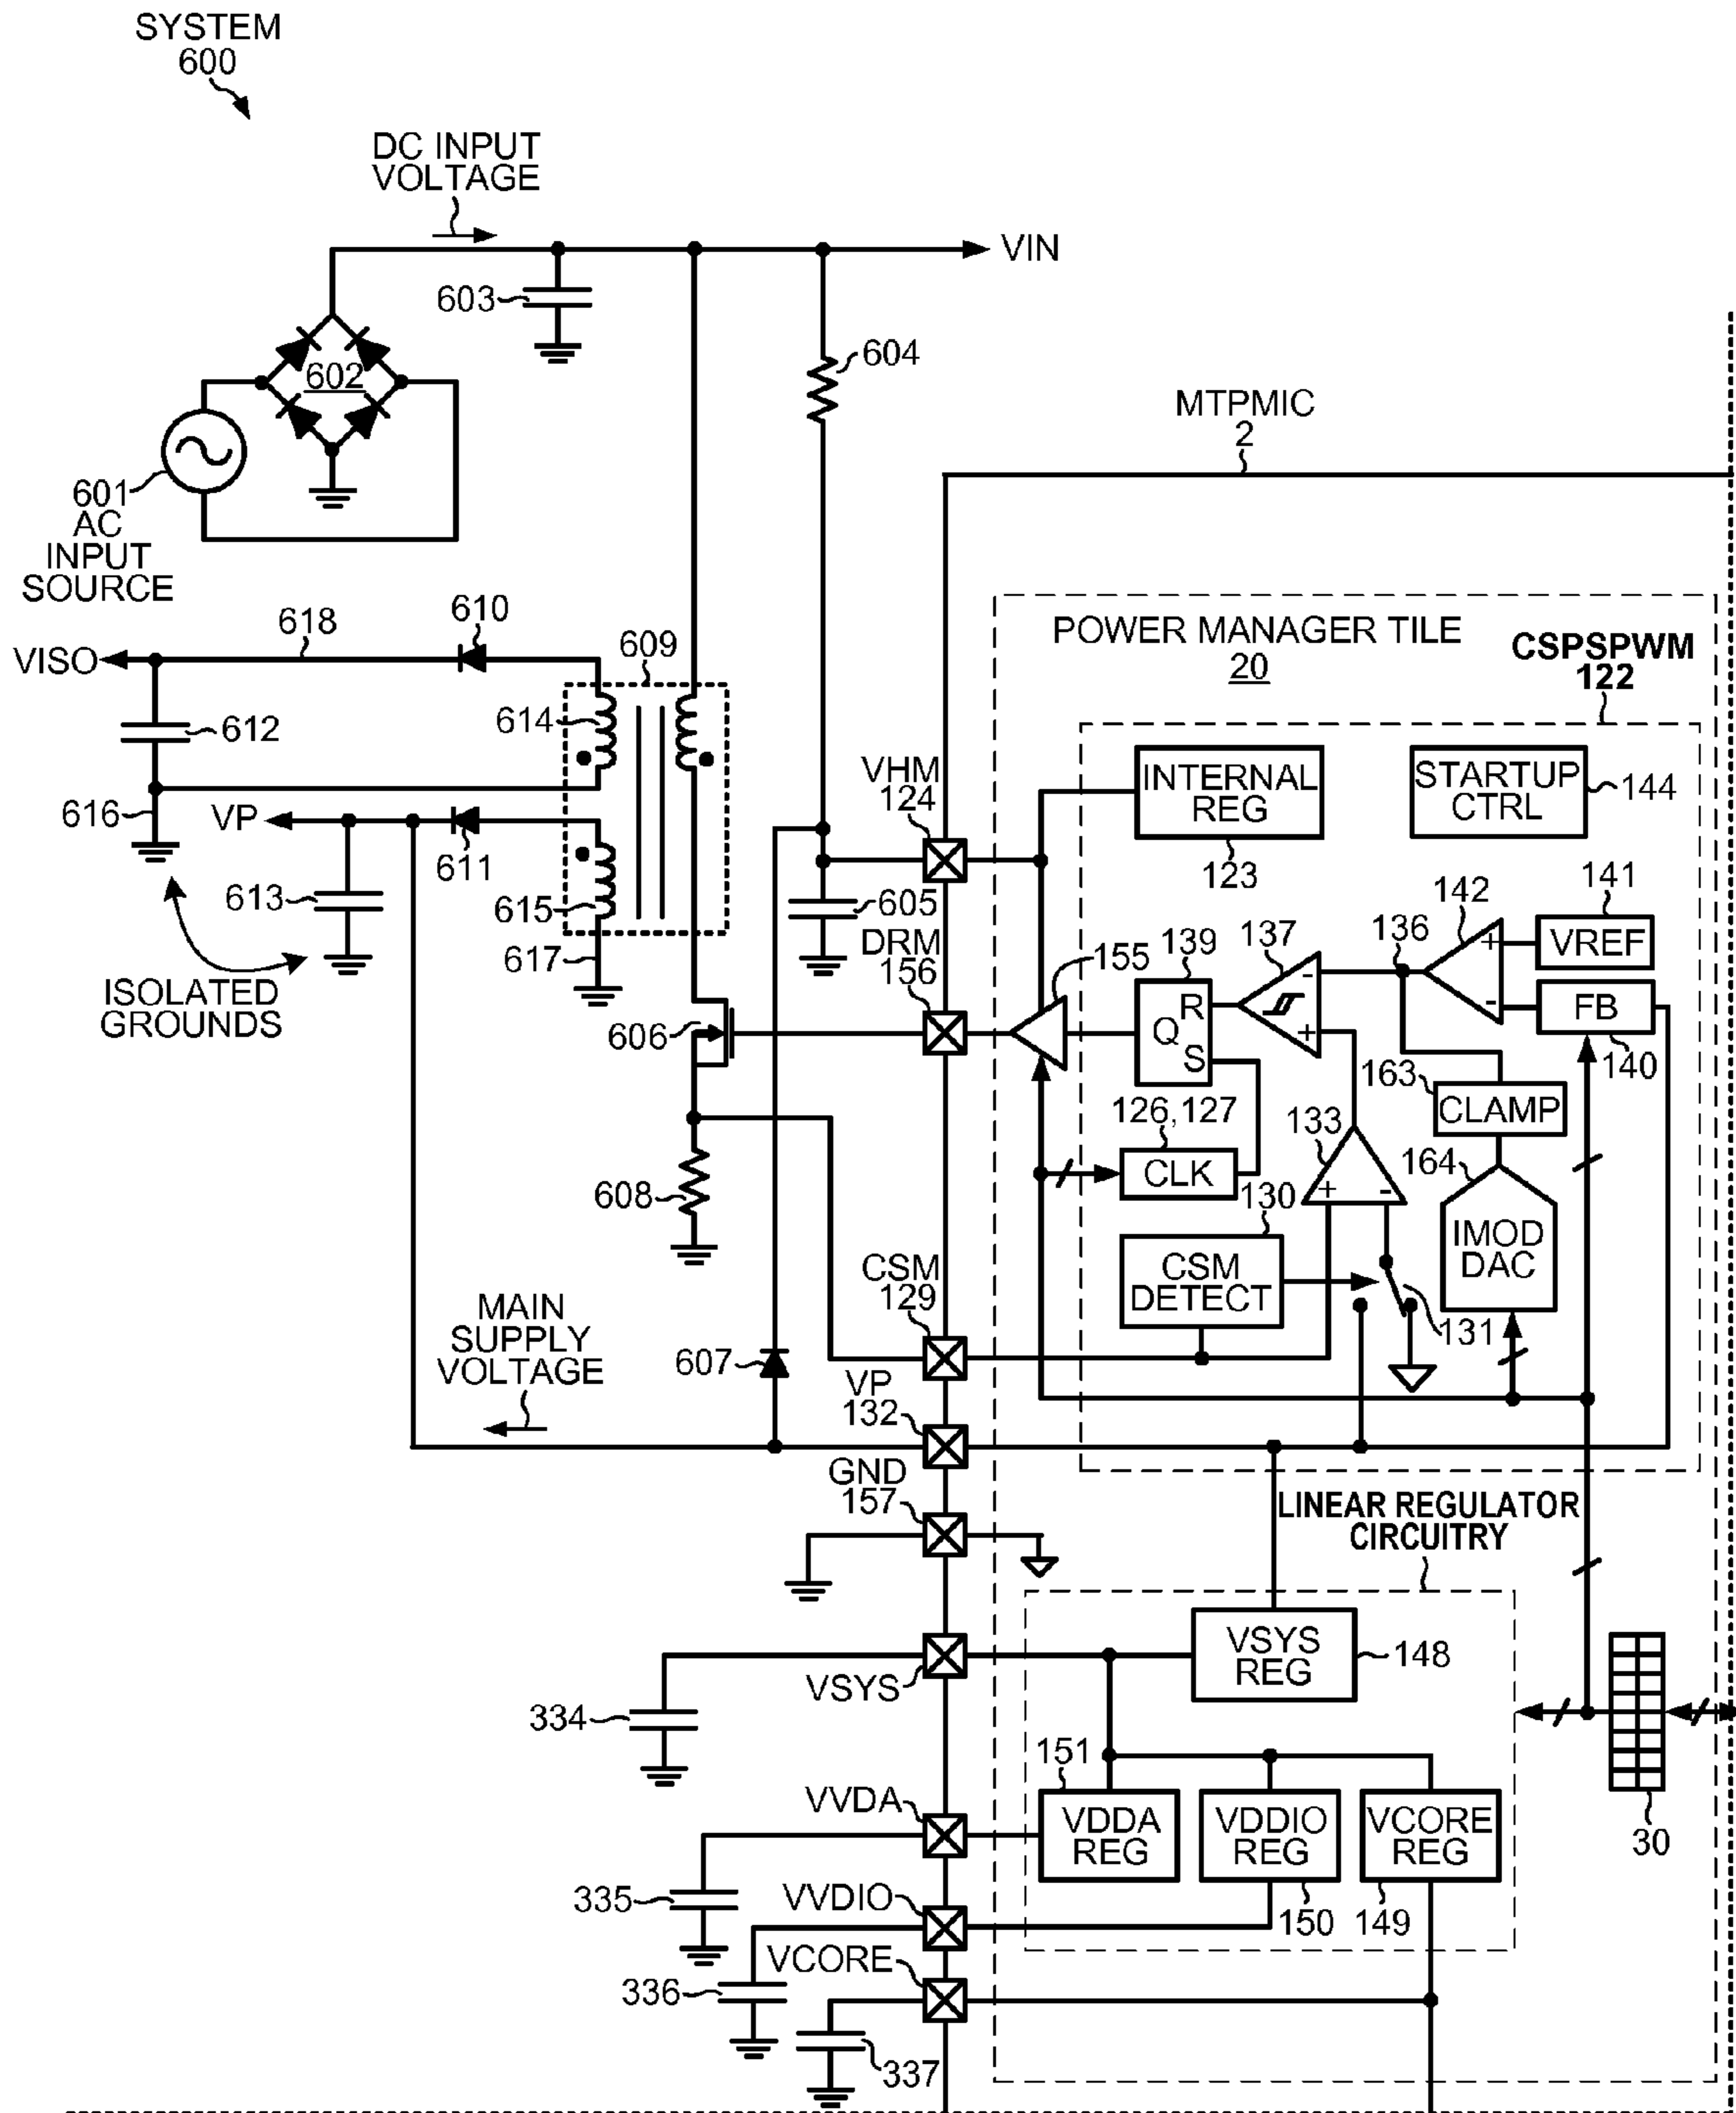 SYSTEM
600
DC INPUT
VOLTAGE
VIN
603
604
602
601
AC
INPUT
SOURCE
MTPMIC
2
618
610
609
VISO
612
614
616
VP
611
613
615
617
ISOLATED
GROUNDS
POWER MANAGER TILE
20
CSPSPWM
122
VHM
124
INTERNAL
REG
123
STARTUP
CTRL
144
605
DRM
156
155
139
137
136
142
141
VREF
FB
140
+
-
-
+
R
Q
S
606
126,127
CLK
163
CLAMP
133
164
130
+ -
IMOD
DAC
608
CSM
129
CSM
DETECT
131
MAIN
SUPPLY
VOLTAGE
607
VP
132
GND
157
LINEAR REGULATOR
CIRCUITRY
VSYS
REG
148
VSYS
334
151
VVDA
VDDA
REG
VDDIO
REG
VCORE
REG
30
335
VVDIO
150
149
VCORE
336
337